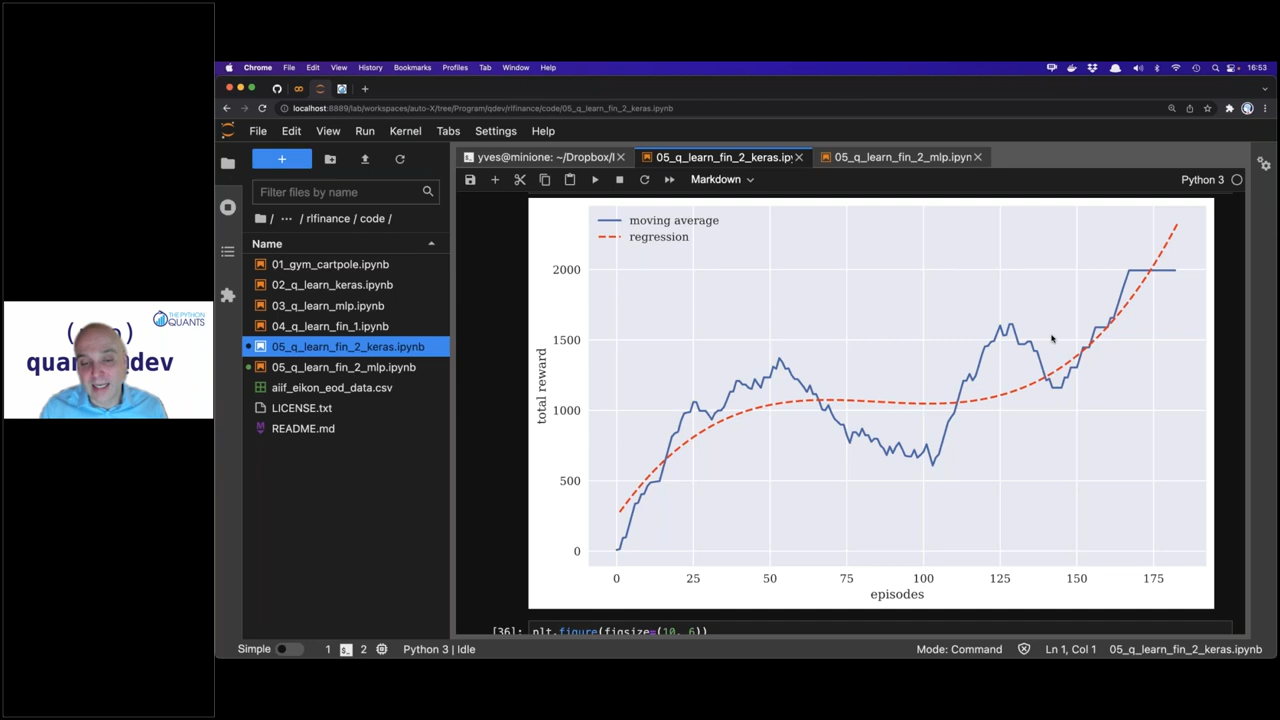 Chrome File Edit View History Bookmarks Profiles Tab Window Help 16:53
localhost:8889/lab/workspaces/auto-X/tree/Program/qdev/rlfinance/code/05_q_learn_fin_2_keras.ipynb
File Edit View Run Kernel Tabs Settings Help
yves@minione: ~/Dropbox/ 05_q_learn_fin_2_keras.ip 05_q_learn_fin_2_mlp.ipyn
Markdown Python 3
Filter files by name
/ ... / rlfinance / code /
Name
01_gym_cartpole.ipynb
02_q_learn_keras.ipynb
03_q_learn_mlp.ipynb
04_q_learn_fin_1.ipynb
05_q_learn_fin_2_keras.ipynb
05_q_learn_fin_2_mlp.ipynb
aiif_eikon_eod_data.csv
LICENSE.txt
README.md
THE PYTHON
QUANTS
moving average
regression
total reward
2000
1500
1000
500
0
0 25 50 75 100 125 150 175
episodes
[36]: plt.figure(figsize=(10, 6))
Simple 1 2 Python 3 | Idle Mode: Command Ln 1, Col 1 05_q_learn_fin_2_keras.ipynb